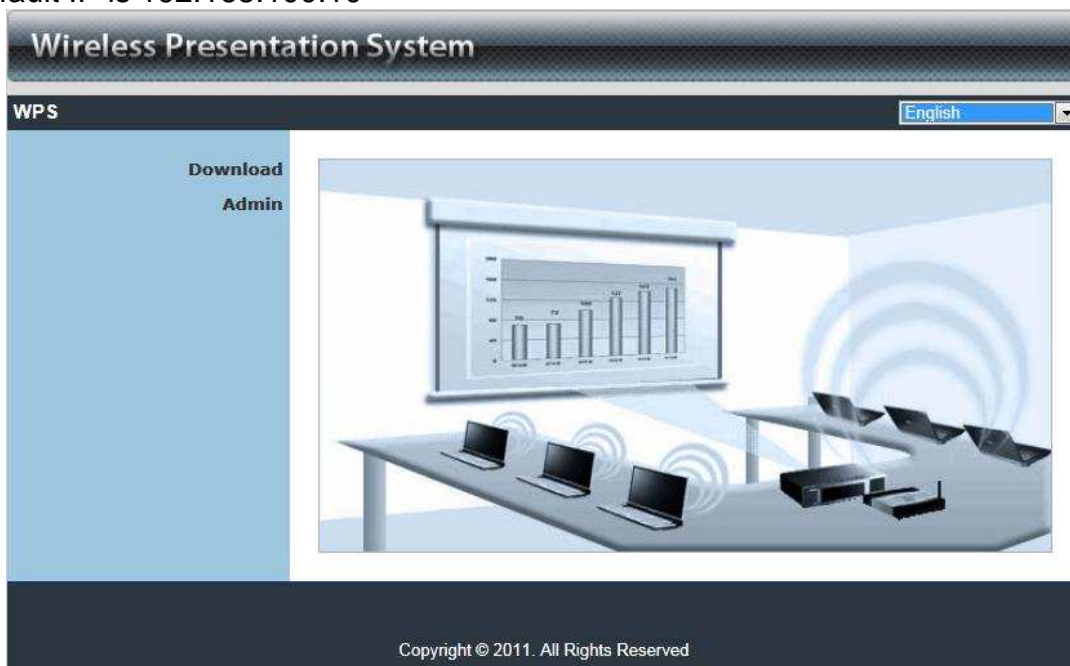 Wireless Presentation System
WPS
English
Download
Admin
Copyright © 2011. All Rights Reserved